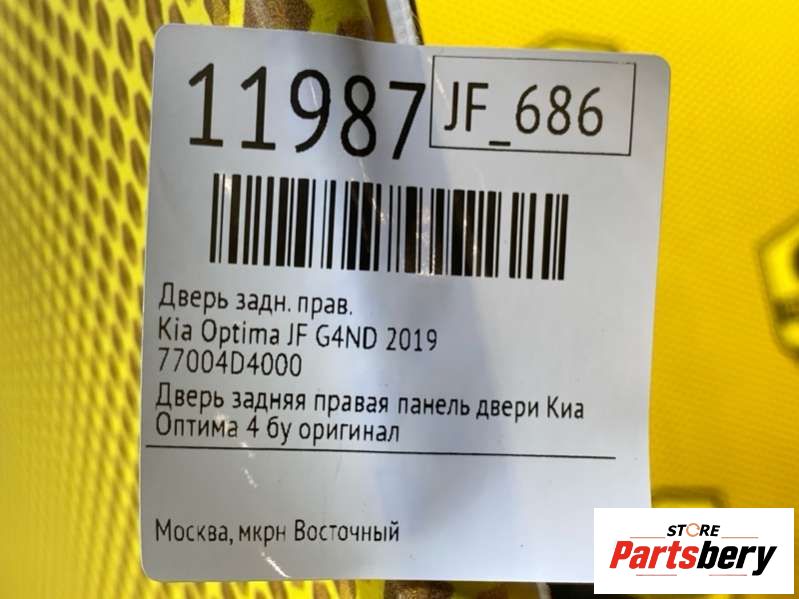 11987
JF_686
Дверь задн. прав.
Kia Optima JF G4ND 2019
77004D4000
Дверь задняя правая панель двери Киа
Оптима 4 бу оригинал
Москва, мкрн Восточный
STORE
Partsbery